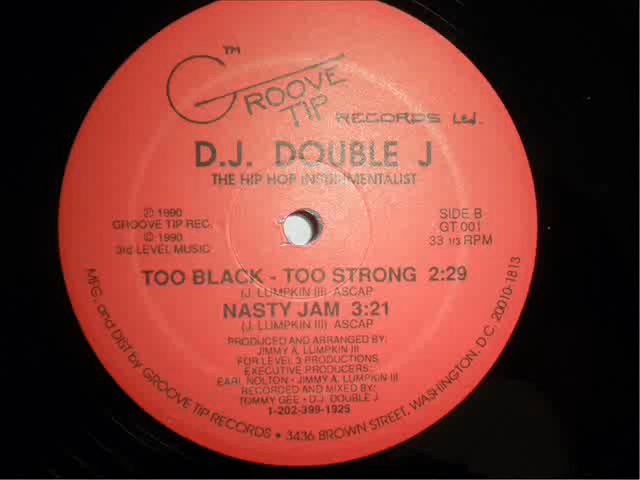 GROOVE TIP RECORDS Ltd.
TM
D.J. DOUBLE J
THE HIP HOP INSTRUMENTALIST
℗ 1990
GROOVE TIP REC.
© 1990
3rd LEVEL MUSIC
SIDE B
GT 001
33 1/3 RPM
TOO BLACK - TOO STRONG 2:29
(J. LUMPKIN III) ASCAP
NASTY JAM 3:21
(J. LUMPKIN III) ASCAP
PRODUCED AND ARRANGED BY:
JIMMY A. LUMPKIN III
FOR LEVEL 3 PRODUCTIONS
EXECUTIVE PRODUCERS:
EARL NOLTON • JIMMY A. LUMPKIN III
RECORDED AND MIXED BY:
TOMMY GEE • D.J. DOUBLE J
1-202-399-1925
MFG. and DIST by GROOVE TIP RECORDS • 3436 BROWN STREET, WASHINGTON, D.C. 20010-1813